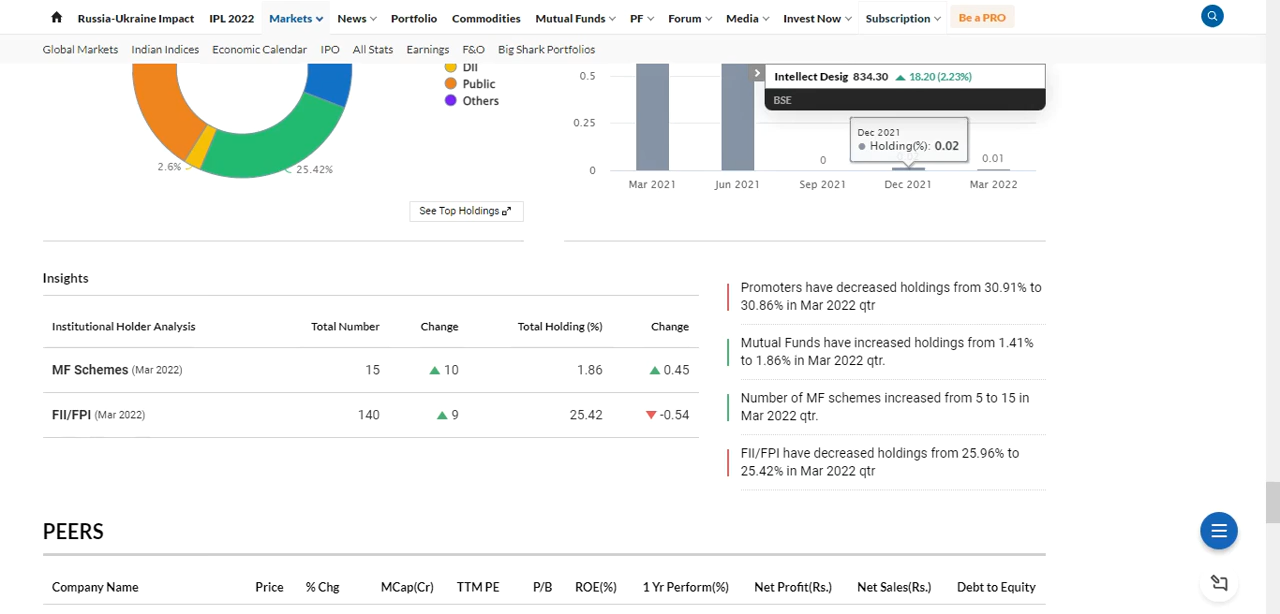 Russia-Ukraine Impact IPL 2022 Markets News Portfolio Commodities Mutual Funds PF Forum Media Invest Now Subscription Be a PRO
Global Markets Indian Indices Economic Calendar IPO All Stats Earnings F&O Big Shark Portfolios
DII
Public
Others
2.6%
25.42%
See Top Holdings
0.5
0.25
0
Intellect Desig 834.30 18.20 (2.23%)
BSE
Dec 2021
Holding(%): 0.02
0
0.01
Mar 2021 Jun 2021 Sep 2021 Dec 2021 Mar 2022
Insights
Institutional Holder Analysis Total Number Change Total Holding (%) Change
MF Schemes (Mar 2022) 15 10 1.86 0.45
FII/FPI (Mar 2022) 140 9 25.42 -0.54
Promoters have decreased holdings from 30.91% to
30.86% in Mar 2022 qtr
Mutual Funds have increased holdings from 1.41%
to 1.86% in Mar 2022 qtr.
Number of MF schemes increased from 5 to 15 in
Mar 2022 qtr.
FII/FPI have decreased holdings from 25.96% to
25.42% in Mar 2022 qtr
PEERS
Company Name Price % Chg MCap(Cr) TTM PE P/B ROE(%) 1 Yr Perform(%) Net Profit(Rs.) Net Sales(Rs.) Debt to Equity